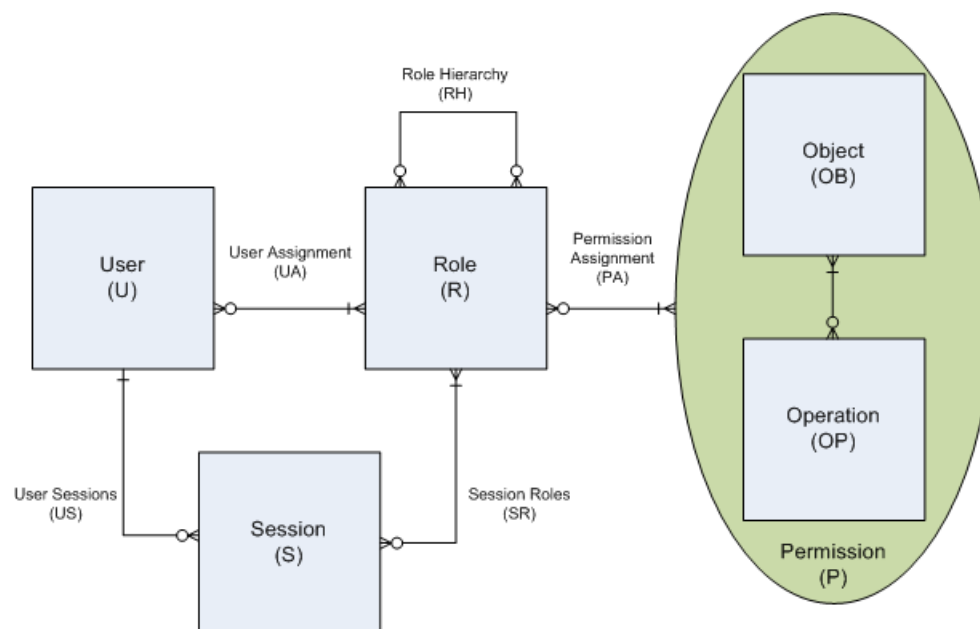 Role Hierarchy
(RH)
Object
(OB)
User
(U)
User Assignment
(UA)
Role
(R)
Permission
Assignment
(PA)
Operation
(OP)
User Sessions
(US)
Session
(S)
Session Roles
(SR)
Permission
(P)